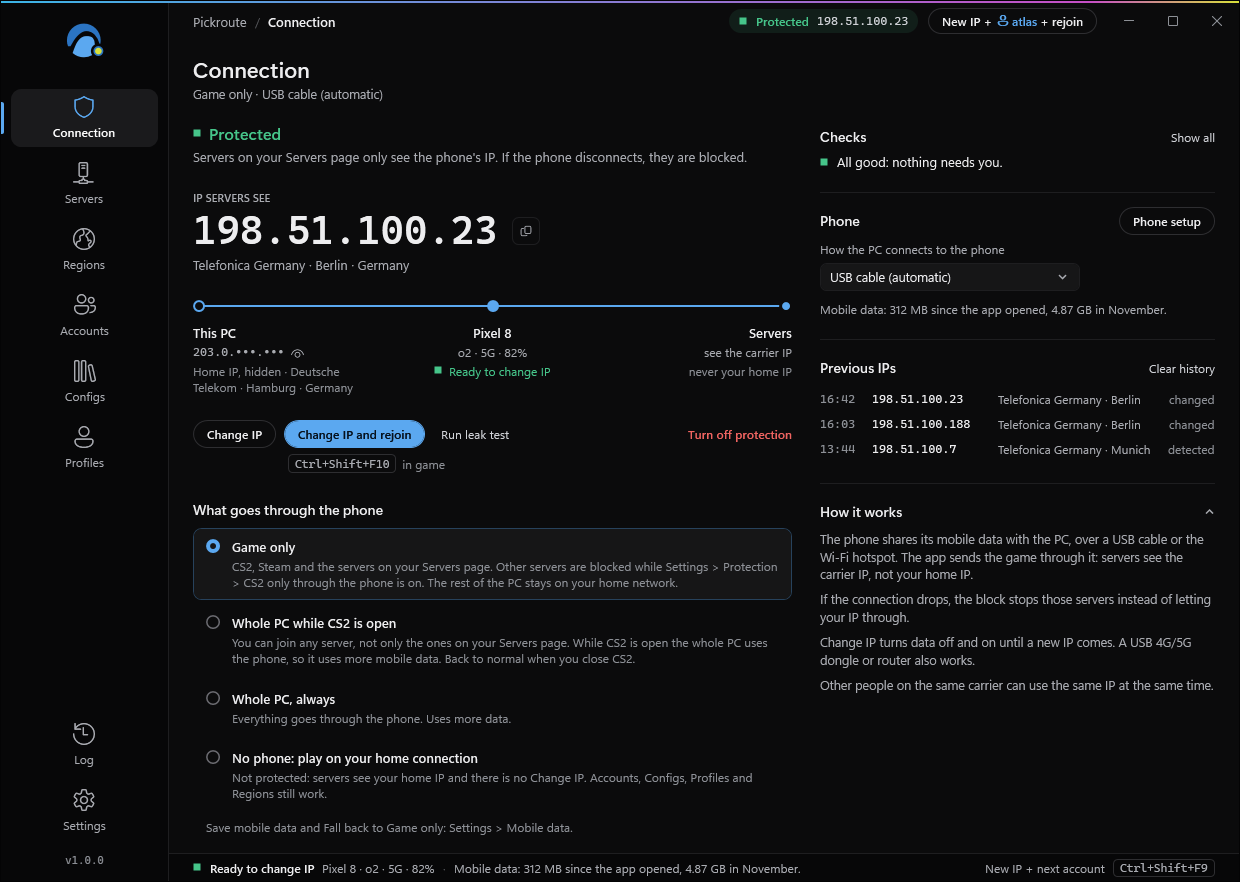 Pickroute / Connection
Protected 198.51.100.23
New IP + atlas + rejoin
Connection
Servers
Regions
Accounts
Configs
Profiles
Log
Settings
v1.0.0
Connection
Game only · USB cable (automatic)
Protected
Servers on your Servers page only see the phone's IP. If the phone disconnects, they are blocked.
IP SERVERS SEE
198.51.100.23
Telefonica Germany · Berlin · Germany
This PC
203.0.•••.•••
Home IP, hidden · Deutsche
Telekom · Hamburg · Germany
Pixel 8
o2 · 5G · 82%
Ready to change IP
Servers
see the carrier IP
never your home IP
Change IP
Change IP and rejoin
Run leak test
Turn off protection
Ctrl+Shift+F10 in game
What goes through the phone
Game only
CS2, Steam and the servers on your Servers page. Other servers are blocked while Settings > Protection
> CS2 only through the phone is on. The rest of the PC stays on your home network.
Whole PC while CS2 is open
You can join any server, not only the ones on your Servers page. While CS2 is open the whole PC uses
the phone, so it uses more mobile data. Back to normal when you close CS2.
Whole PC, always
Everything goes through the phone. Uses more data.
No phone: play on your home connection
Not protected: servers see your home IP and there is no Change IP. Accounts, Configs, Profiles and
Regions still work.
Save mobile data and Fall back to Game only: Settings > Mobile data.
Checks
Show all
All good: nothing needs you.
Phone
Phone setup
How the PC connects to the phone
USB cable (automatic)
Mobile data: 312 MB since the app opened, 4.87 GB in November.
Previous IPs
Clear history
16:42 198.51.100.23 Telefonica Germany · Berlin changed
16:03 198.51.100.188 Telefonica Germany · Berlin changed
13:44 198.51.100.7 Telefonica Germany · Munich detected
How it works
The phone shares its mobile data with the PC, over a USB cable or the
Wi-Fi hotspot. The app sends the game through it: servers see the
carrier IP, not your home IP.
If the connection drops, the block stops those servers instead of letting
your IP through.
Change IP turns data off and on until a new IP comes. A USB 4G/5G
dongle or router also works.
Other people on the same carrier can use the same IP at the same time.
Ready to change IP Pixel 8 · o2 · 5G · 82% · Mobile data: 312 MB since the app opened, 4.87 GB in November.
New IP + next account Ctrl+Shift+F9